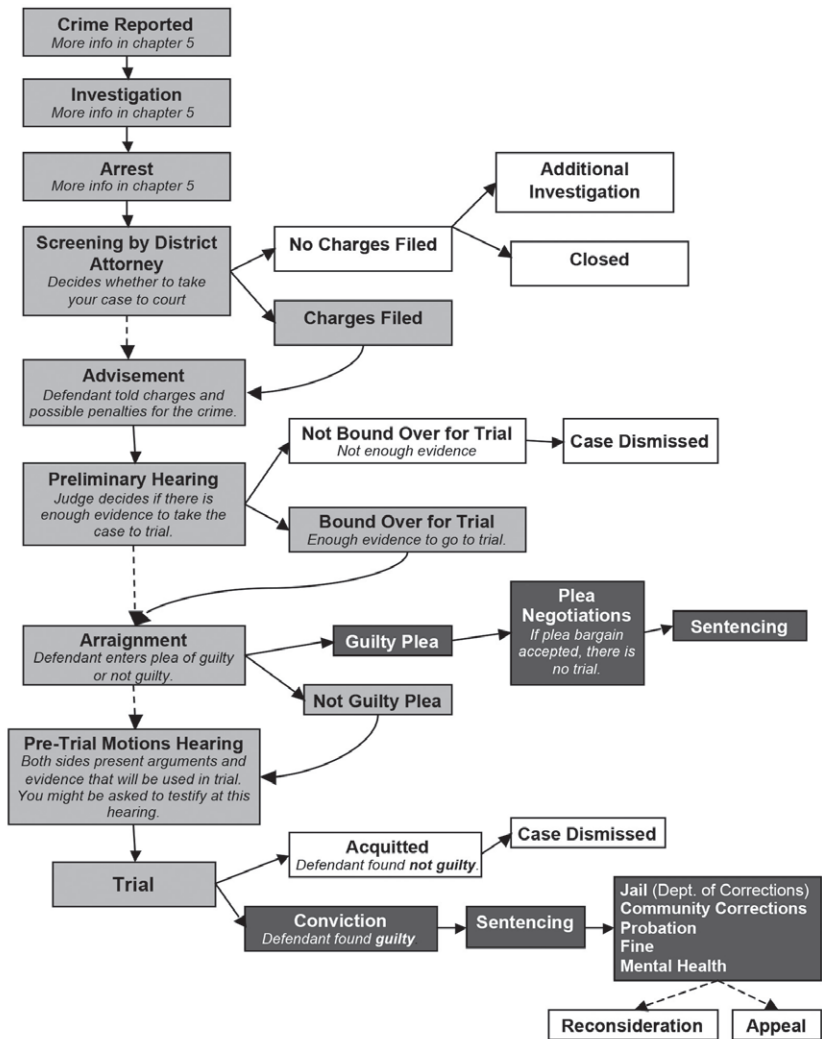 Crime Reported
More info in chapter 5
Investigation
More info in chapter 5
Arrest
More info in chapter 5
Screening by District
Attorney
Decides whether to take
your case to court
No Charges Filed
Additional
Investigation
Closed
Charges Filed
Advisement
Defendant told charges and
possible penalties for the crime.
Preliminary Hearing
Judge decides if there is
enough evidence to take the
case to trial.
Not Bound Over for Trial
Not enough evidence
Case Dismissed
Bound Over for Trial
Enough evidence to go to trial.
Arraignment
Defendant enters plea of guilty
or not guilty.
Guilty Plea
Plea
Negotiations
If plea bargain
accepted, there is
no trial.
Sentencing
Not Guilty Plea
Pre-Trial Motions Hearing
Both sides present arguments and
evidence that will be used in trial.
You might be asked to testify at this
hearing.
Trial
Acquitted
Defendant found not guilty.
Case Dismissed
Conviction
Defendant found guilty
Sentencing
Jail (Dept. of Corrections)
Community Corrections
Probation
Fine
Mental Health
Reconsideration
Appeal